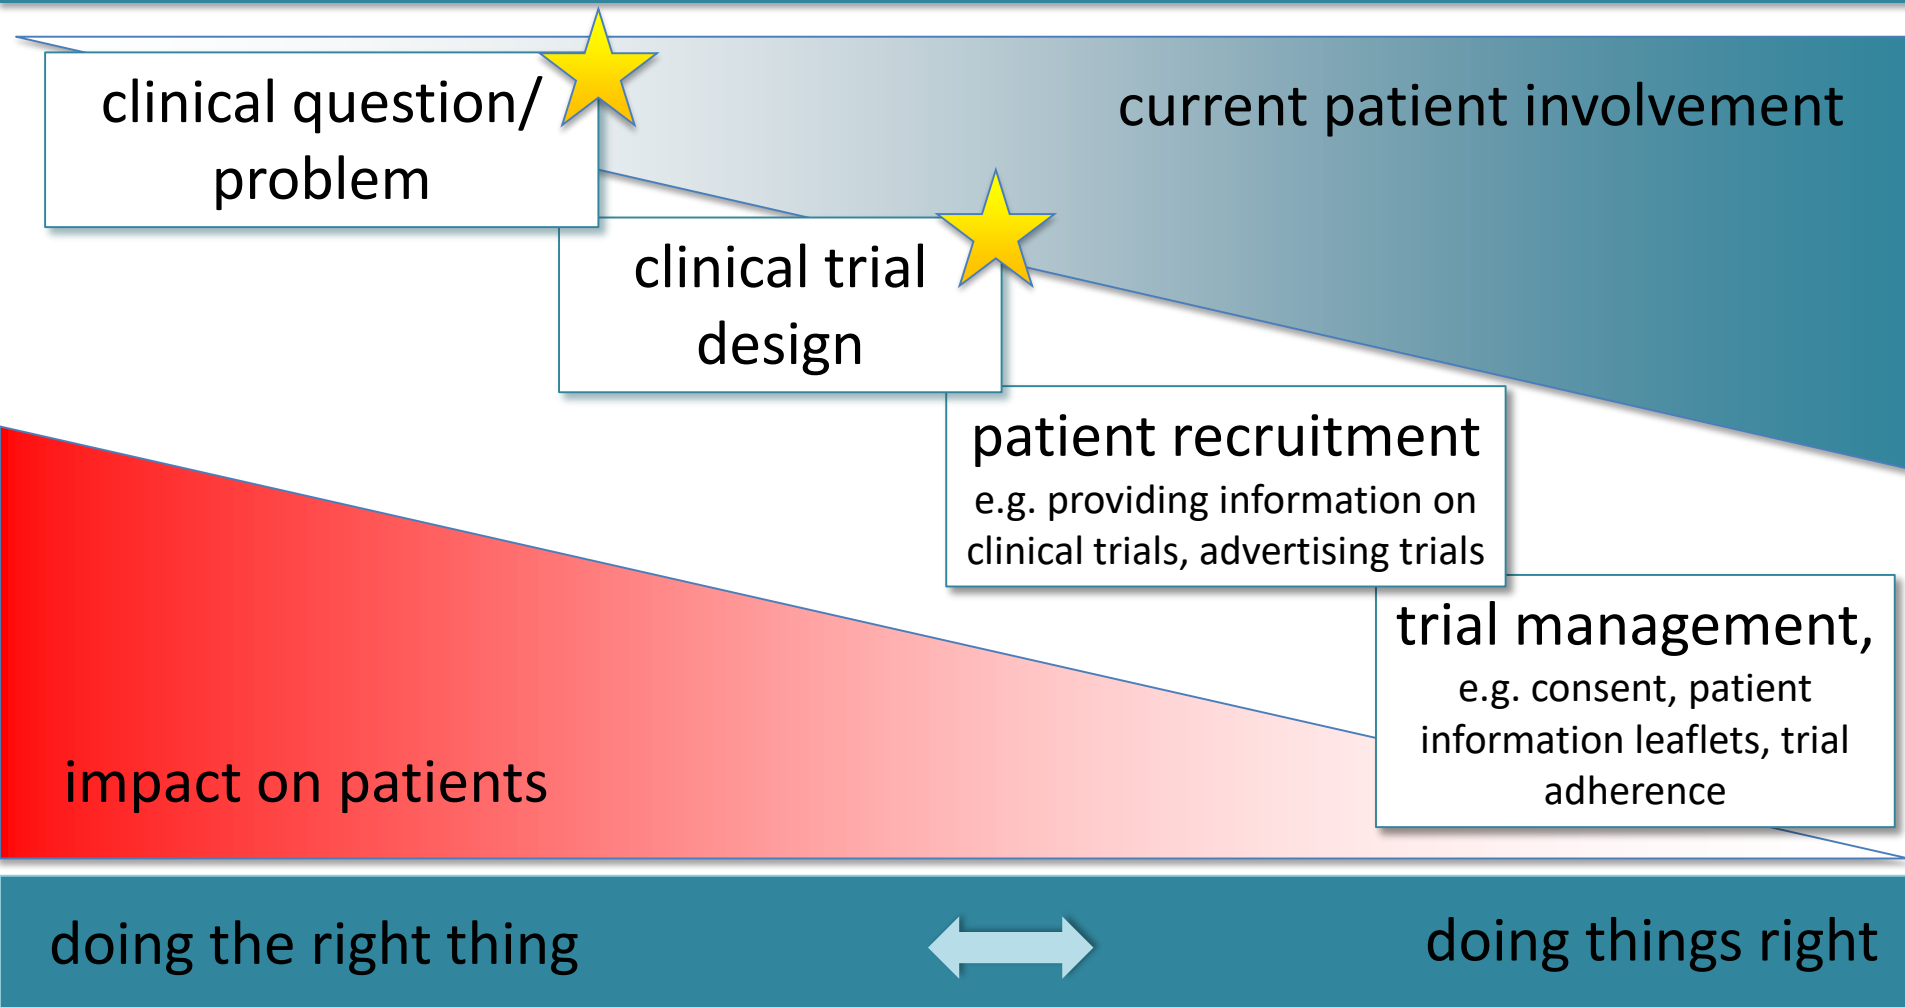 clinical question/
problem
current patient involvement
clinical trial
design
patient recruitment
e.g. providing information on
clinical trials, advertising trials
trial management,
e.g. consent, patient
information leaflets, trial
adherence
impact on patients
doing the right thing
doing things right